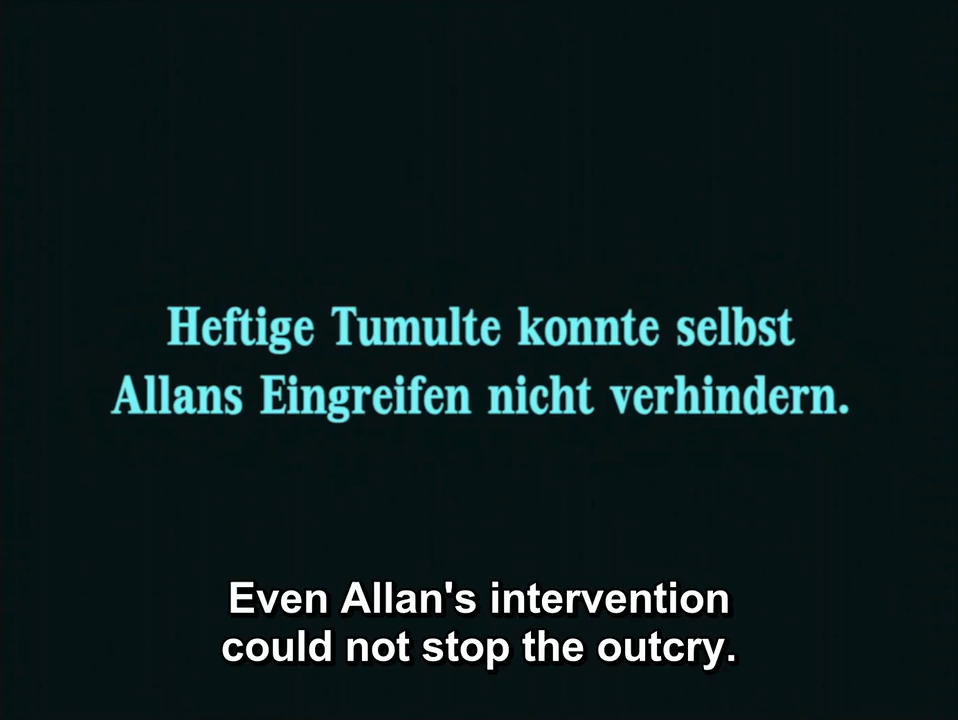 Heftige Tumulte konnte selbst
Allans Eingreifen nicht verhindern.
Even Allan's intervention
could not stop the outcry.